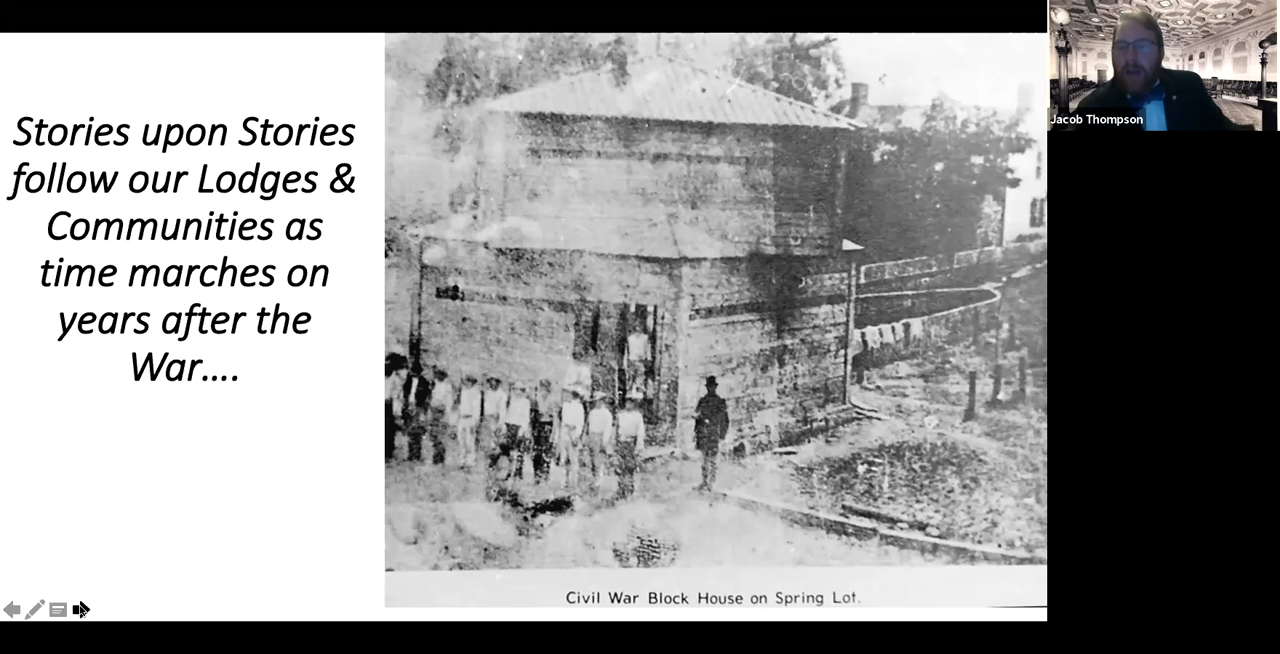 Stories upon Stories
follow our Lodges &
Communities as
time marches on
years after the
War....
Civil War Block House on Spring Lot.
Jacob Thompson